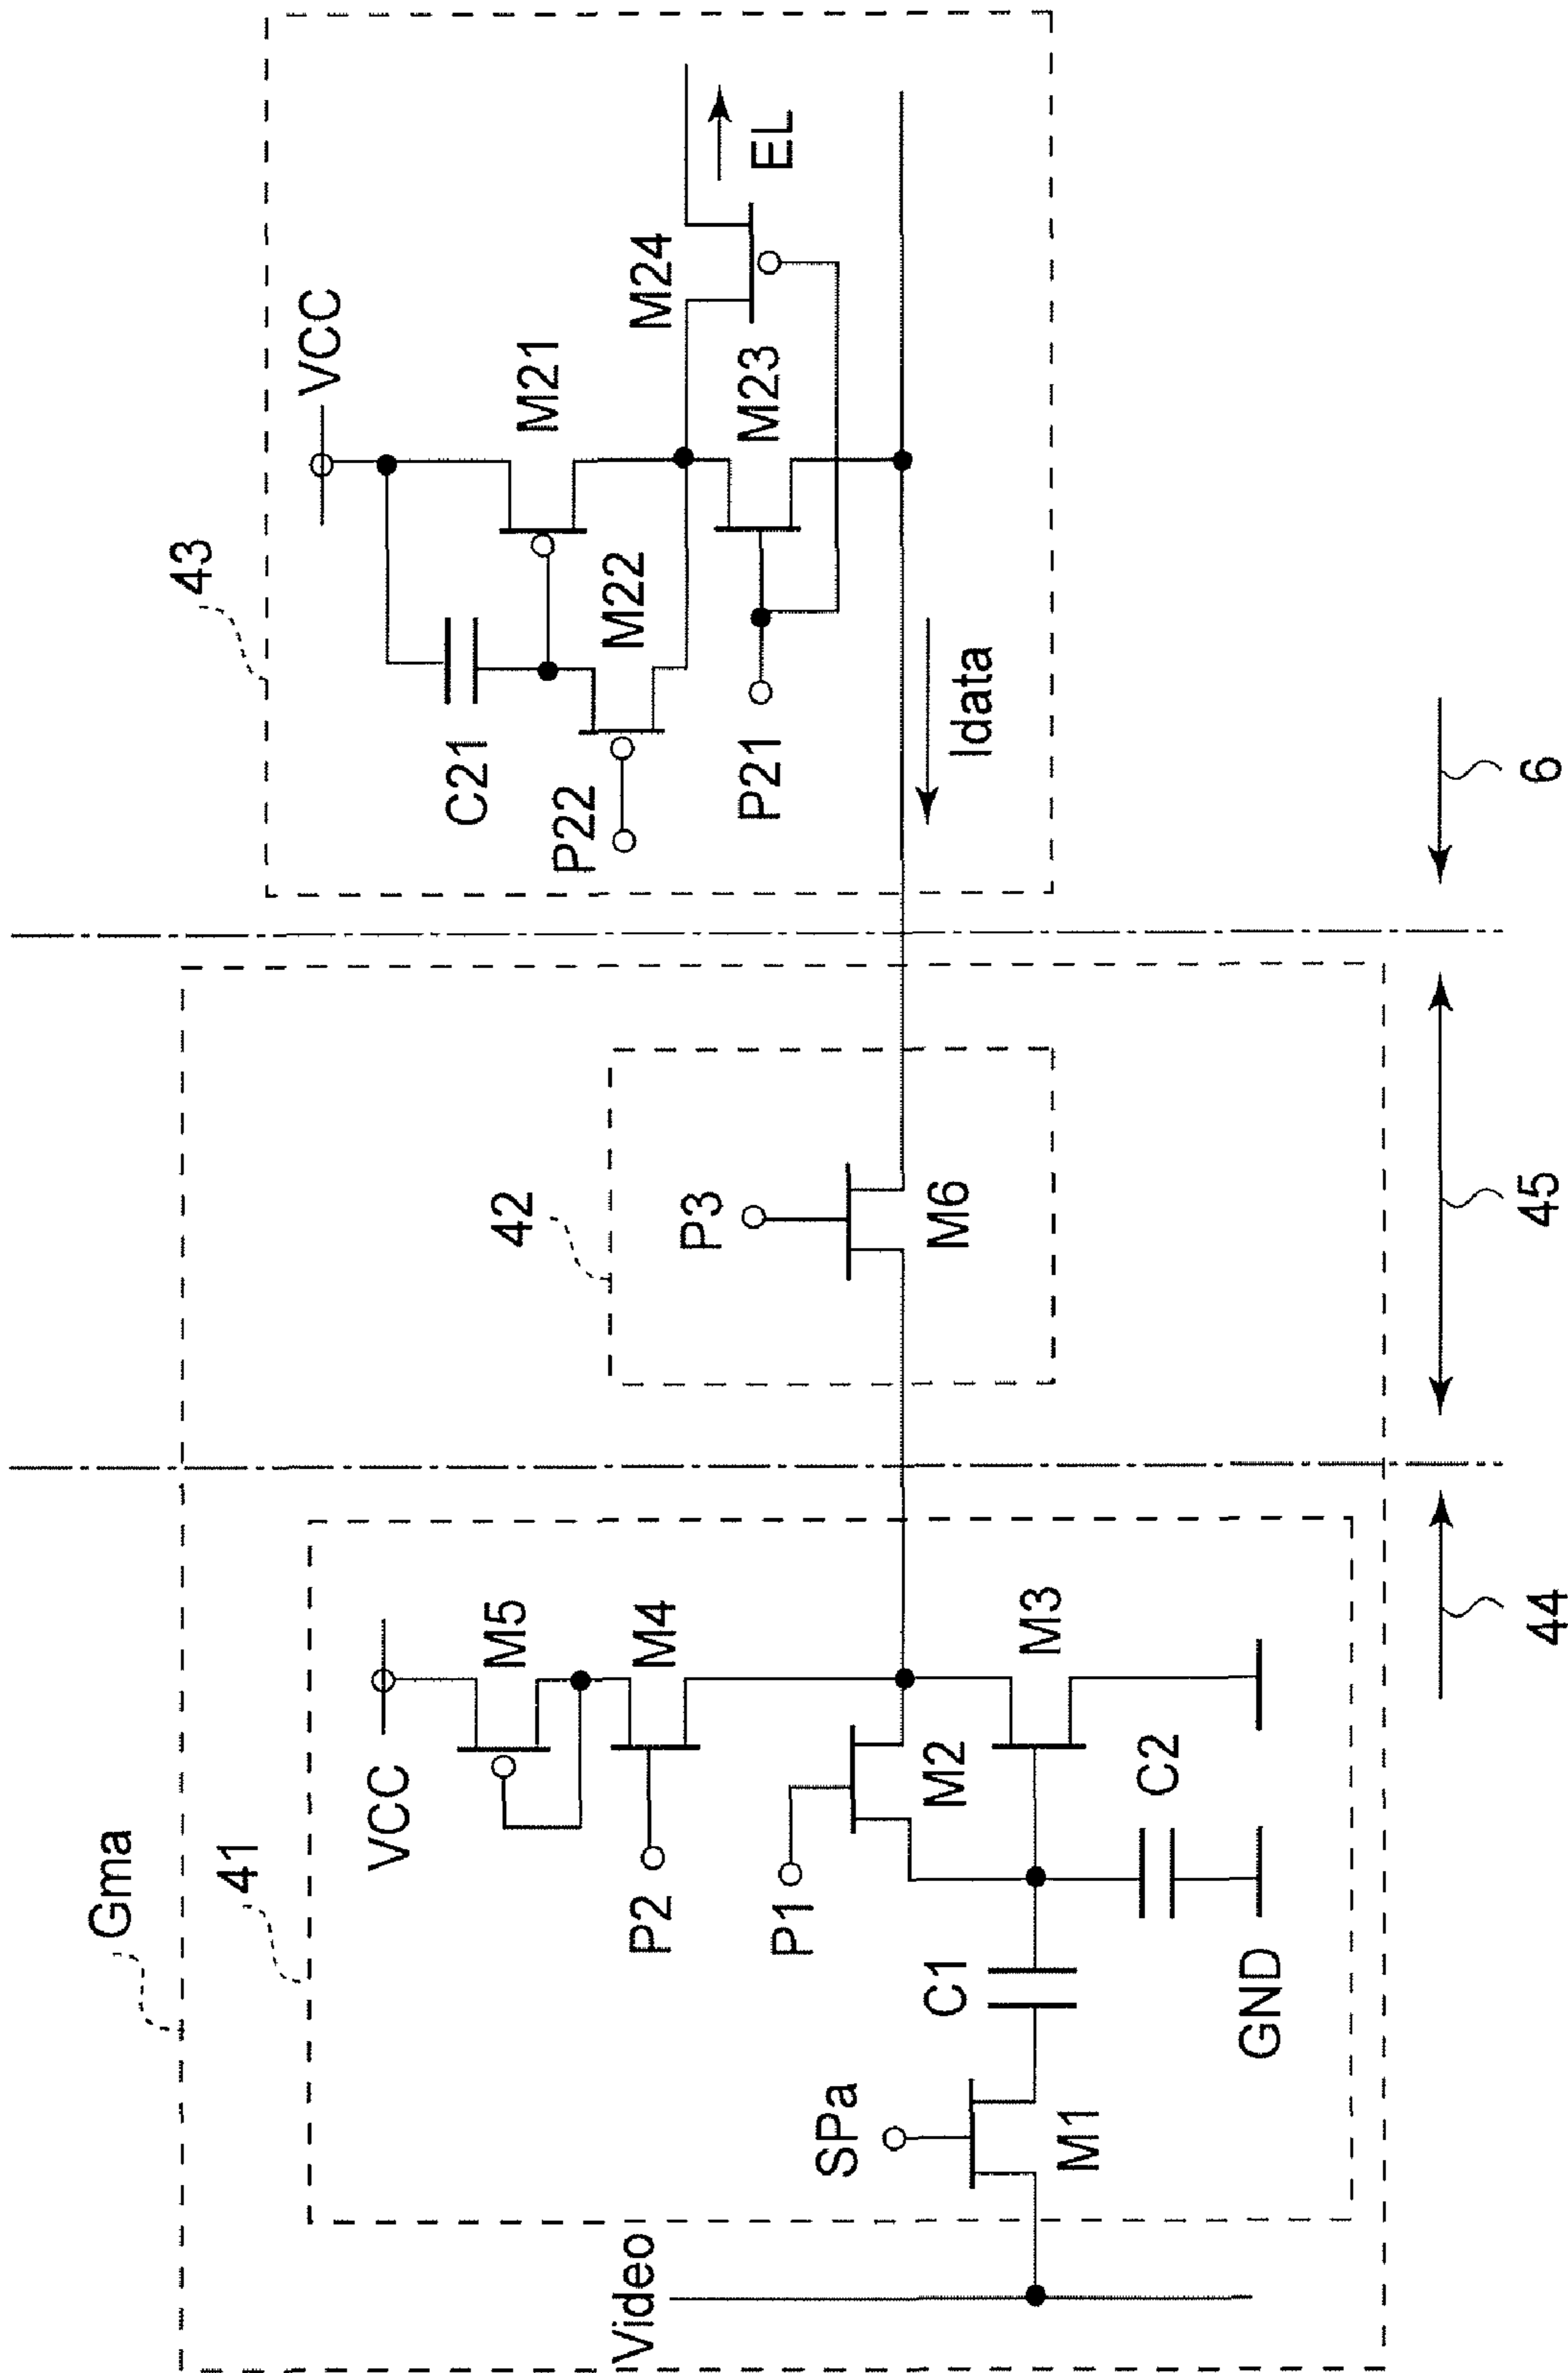 Gma
41
VCC
M5
P2
M4
P1
M2
M3
C1
C2
SPa
M1
GND
Video
42
P3
M6
43
VCC
M21
C21
M22
P22
M24
EL
M23
P21
Idata
44
45
6